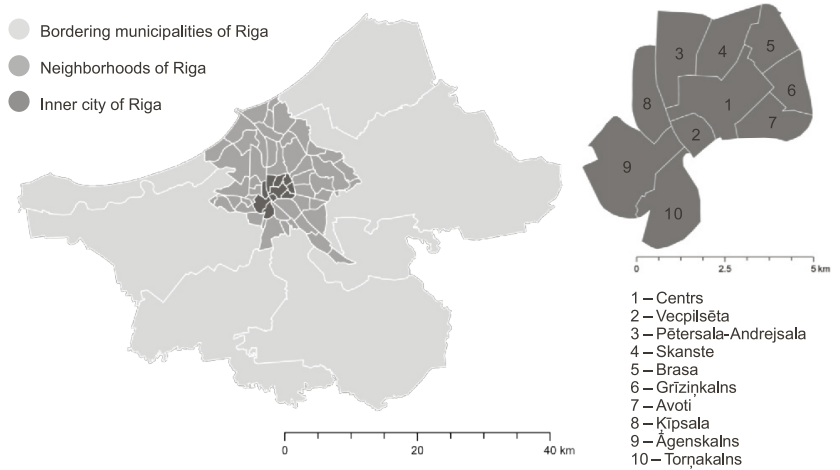 Bordering municipalities of Riga
Neighborhoods of Riga
Inner city of Riga
3
4
5
6
8
1
2
7
9
10
0 2.5 5 km
1 – Centrs
2 – Vecpilsēta
3 – Pētersala-Andrejsala
4 – Skanste
5 – Brasa
6 – Grīziņkalns
7 – Avoti
8 – Ķīpsala
9 – Āgenskalns
10 – Torņakalns
0 20 40 km